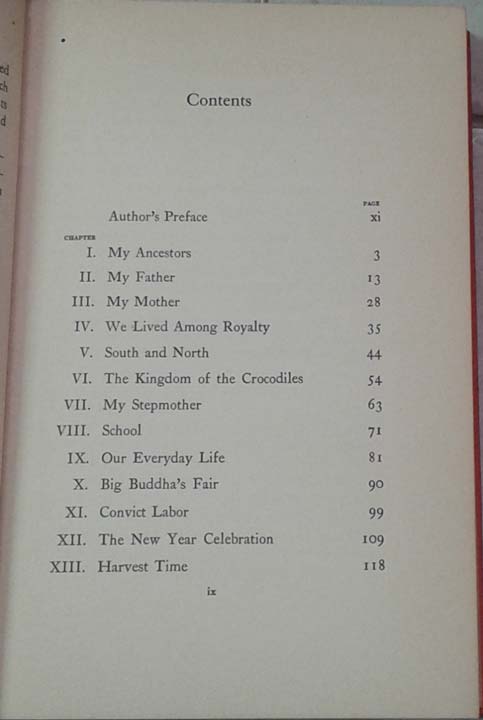 ed
ch
ts
d
Contents
PAGE
Author's Preface xi
CHAPTER
I. My Ancestors 3
II. My Father 13
III. My Mother 28
IV. We Lived Among Royalty 35
V. South and North 44
VI. The Kingdom of the Crocodiles 54
VII. My Stepmother 63
VIII. School 71
IX. Our Everyday Life 81
X. Big Buddha's Fair 90
XI. Convict Labor 99
XII. The New Year Celebration 109
XIII. Harvest Time 118
ix